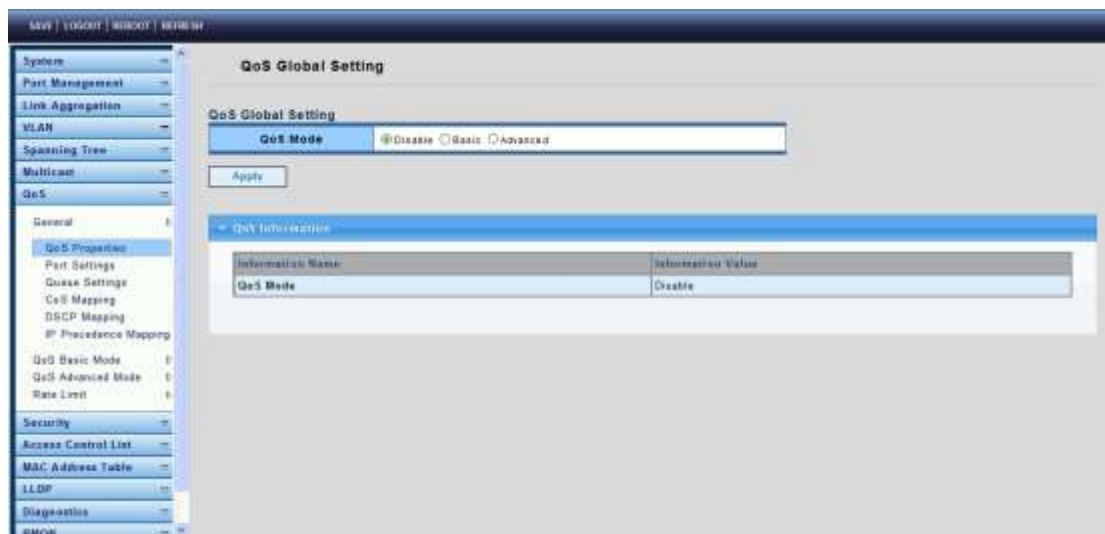 SAVE | LOGOUT | REBOOT | REFRESH
System
Port Management
Link Aggregation
VLAN
Spanning Tree
Multicast
QoS
General
QoS Properties
Port Settings
Queue Settings
CoS Mapping
DSCP Mapping
IP Precedence Mapping
QoS Basic Mode
QoS Advanced Mode
Rate Limit
Security
Access Control List
MAC Address Table
LLDP
Diagnostics
RMON
QoS Global Setting
QoS Global Setting
QoS Mode Disable Basic Advanced
Apply
QoS Information
Information Name Information Value
QoS Mode Disable